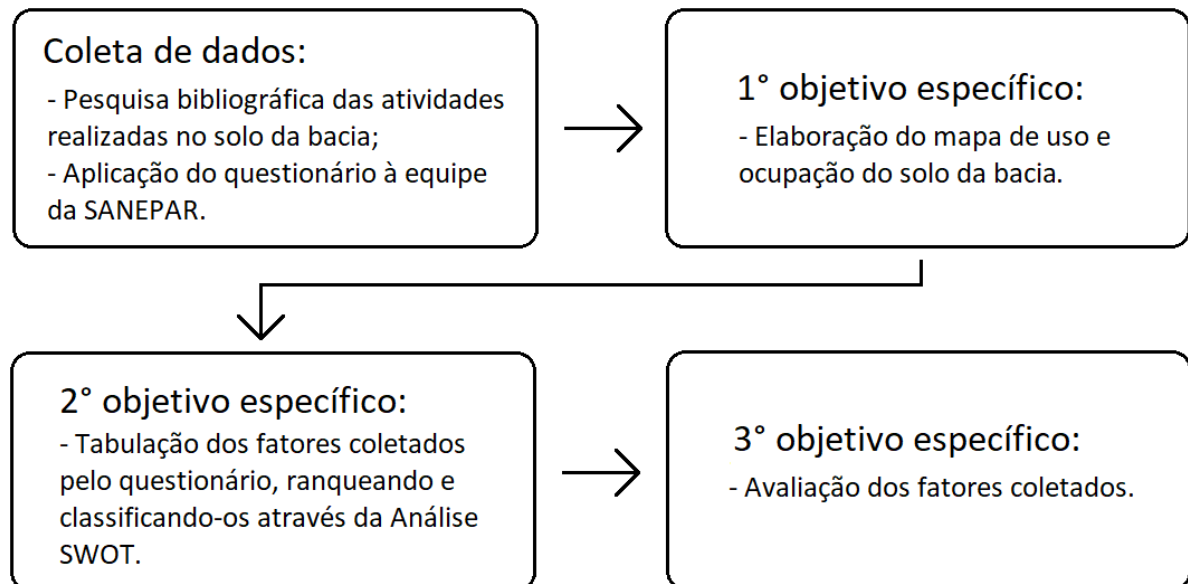 Coleta de dados:
- Pesquisa bibliográfica das atividades
realizadas no solo da bacia;
- Aplicação do questionário à equipe
da SANEPAR.
1° objetivo específico:
- Elaboração do mapa de uso e
ocupação do solo da bacia.
2° objetivo específico:
- Tabulação dos fatores coletados
pelo questionário, ranqueando e
classificando-os através da Análise
SWOT.
3° objetivo específico:
- Avaliação dos fatores coletados.